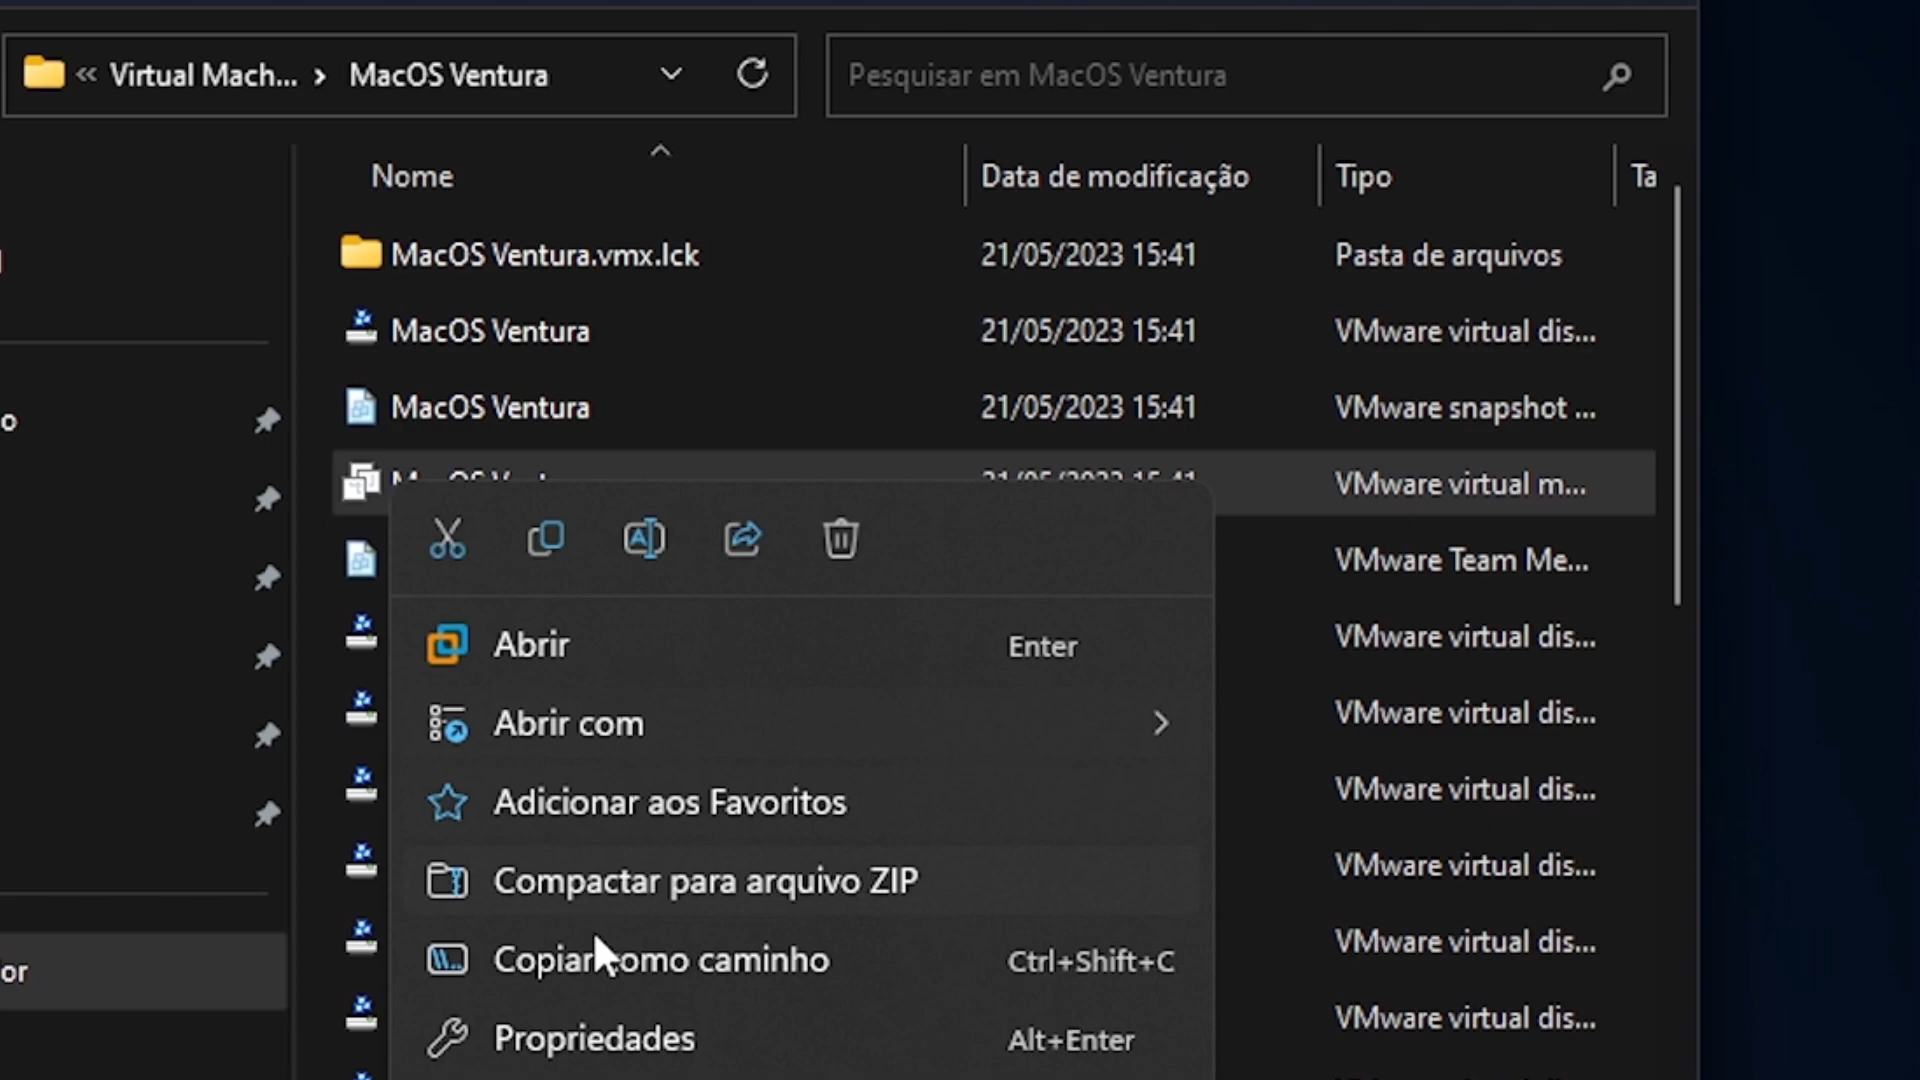 « Virtual Mach... › MacOS Ventura
Pesquisar em MacOS Ventura
Nome Data de modificação Tipo Ta
MacOS Ventura.vmx.lck 21/05/2023 15:41 Pasta de arquivos
MacOS Ventura 21/05/2023 15:41 VMware virtual dis...
MacOS Ventura 21/05/2023 15:41 VMware snapshot ...
o
VMware virtual m...
VMware Team Me...
Abrir Enter
VMware virtual dis...
Abrir com
VMware virtual dis...
Adicionar aos Favoritos
VMware virtual dis...
Compactar para arquivo ZIP
VMware virtual dis...
Copiar como caminho Ctrl+Shift+C
VMware virtual dis...
or
Propriedades Alt+Enter
VMware virtual dis...